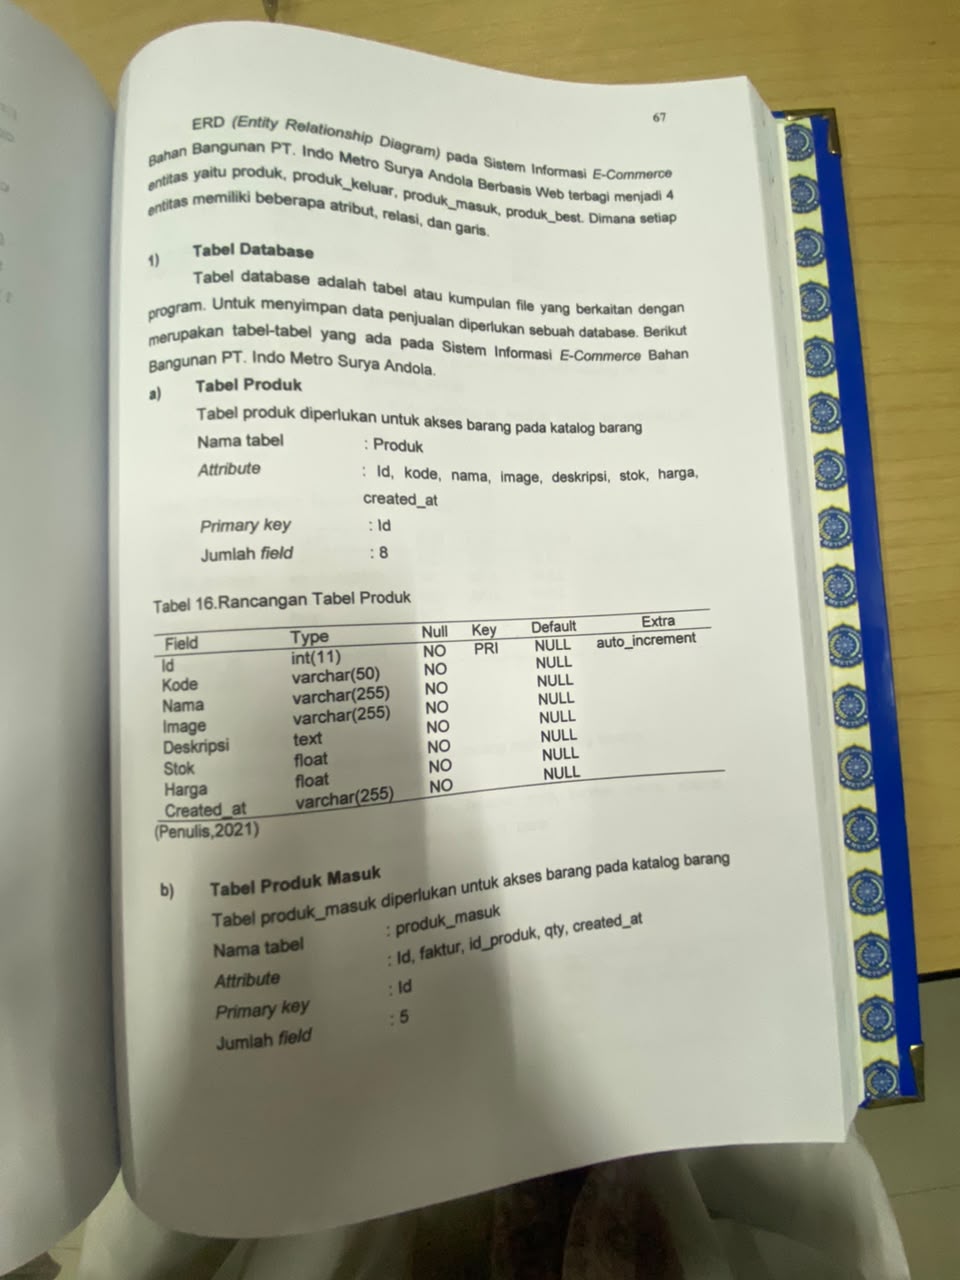 67
ERD (Entity Relationship Diagram) pada Sistem Informasi E-Commerce
Bahan Bangunan PT. Indo Metro Surya Andola Berbasis Web terbagi menjadi 4
entitas yaitu produk, produk_keluar, produk_masuk, produk_best. Dimana setiap
entitas memiliki beberapa atribut, relasi, dan garis.
1) Tabel Database
Tabel database adalah tabel atau kumpulan file yang berkaitan dengan
program. Untuk menyimpan data penjualan diperlukan sebuah database. Berikut
merupakan tabel-tabel yang ada pada Sistem Informasi E-Commerce Bahan
Bangunan PT. Indo Metro Surya Andola.
a) Tabel Produk
Tabel produk diperlukan untuk akses barang pada katalog barang
Nama tabel : Produk
Attribute : Id, kode, nama, image, deskripsi, stok, harga,
created_at
Primary key : Id
Jumlah field : 8
Tabel 16.Rancangan Tabel Produk
Field Type Null Key Default Extra
Id int(11) NO PRI NULL auto_increment
Kode varchar(50) NO NULL
Nama varchar(255) NO NULL
Image varchar(255) NO NULL
Deskripsi text NO NULL
Stok float NO NULL
Harga float NO NULL
Created_at varchar(255) NO NULL
(Penulis,2021)
b) Tabel Produk Masuk
Tabel produk_masuk diperlukan untuk akses barang pada katalog barang
Nama tabel : produk_masuk
Attribute : Id, faktur, id_produk, qty, created_at
Primary key : Id
Jumlah field : 5